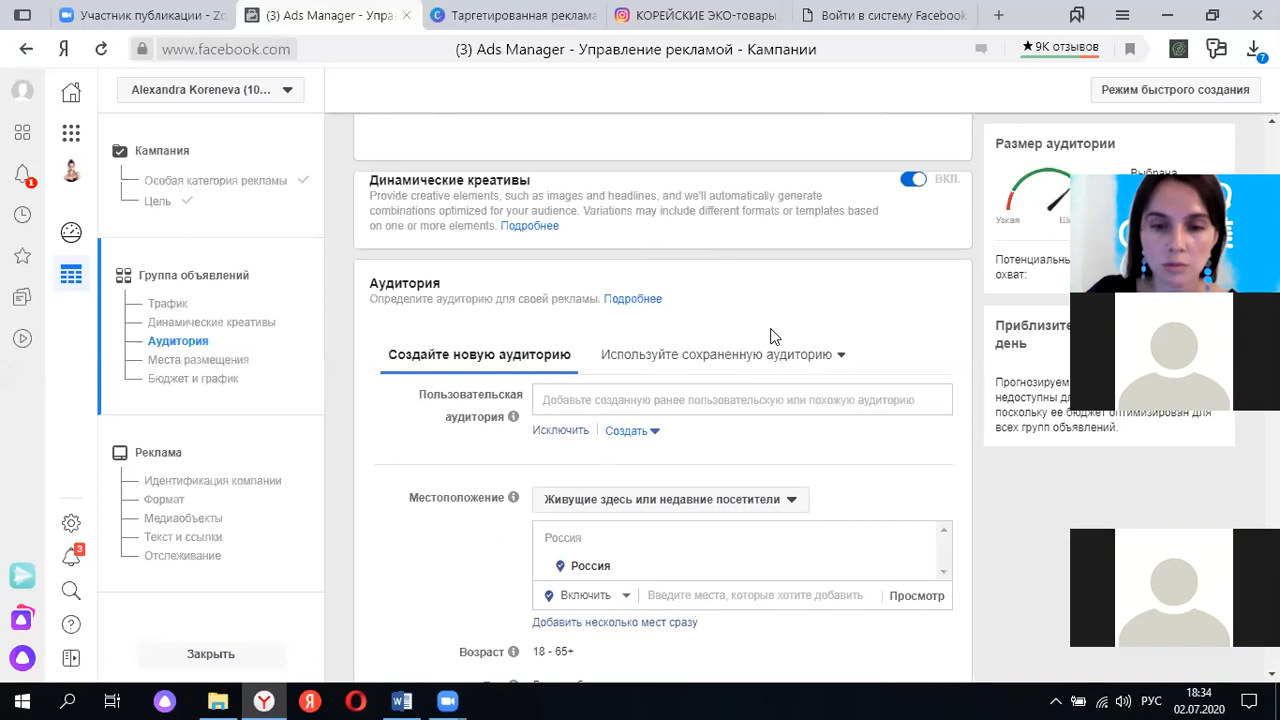 Участник публикации - Zo
(3) Ads Manager - Упра
Таргетированная реклама
КОРЕЙСКИЕ ЭКО-товары
Войти в систему Facebook
www.facebook.com
(3) Ads Manager - Управление рекламой - Кампании
★9K отзывов
7
Alexandra Koreneva (10...
Режим быстрого создания
Кампания
Особая категория рекламы
Цель
1
Группа объявлений
Трафик
Динамические креативы
Аудитория
Места размещения
Бюджет и график
Реклама
Идентификация компании
Формат
Медиаобъекты
Текст и ссылки
Отслеживание
3
Закрыть
Динамические креативы
ВКЛ.
Provide creative elements, such as images and headlines, and we'll automatically generate
combinations optimized for your audience. Variations may include different formats or templates based
on one or more elements. Подробнее
Аудитория
Определите аудиторию для своей рекламы. Подробнее
Создайте новую аудиторию
Используйте сохраненную аудиторию
Пользовательская
аудитория
Добавьте созданную ранее пользовательскую или похожую аудиторию
Исключить
Создать
Местоположение
Живущие здесь или недавние посетители
Россия
Россия
Включить
Введите места, которые хотите добавить
Просмотр
Добавить несколько мест сразу
Возраст
18 - 65+
Размер аудитории
Выбрана
Узкая
Потенциальн
охват:
Приблизите
день
Прогнозируем
недоступны дл
поскольку ее бюджет оптимизирован для
всех групп объявлений.
РУС
18:34
02.07.2020